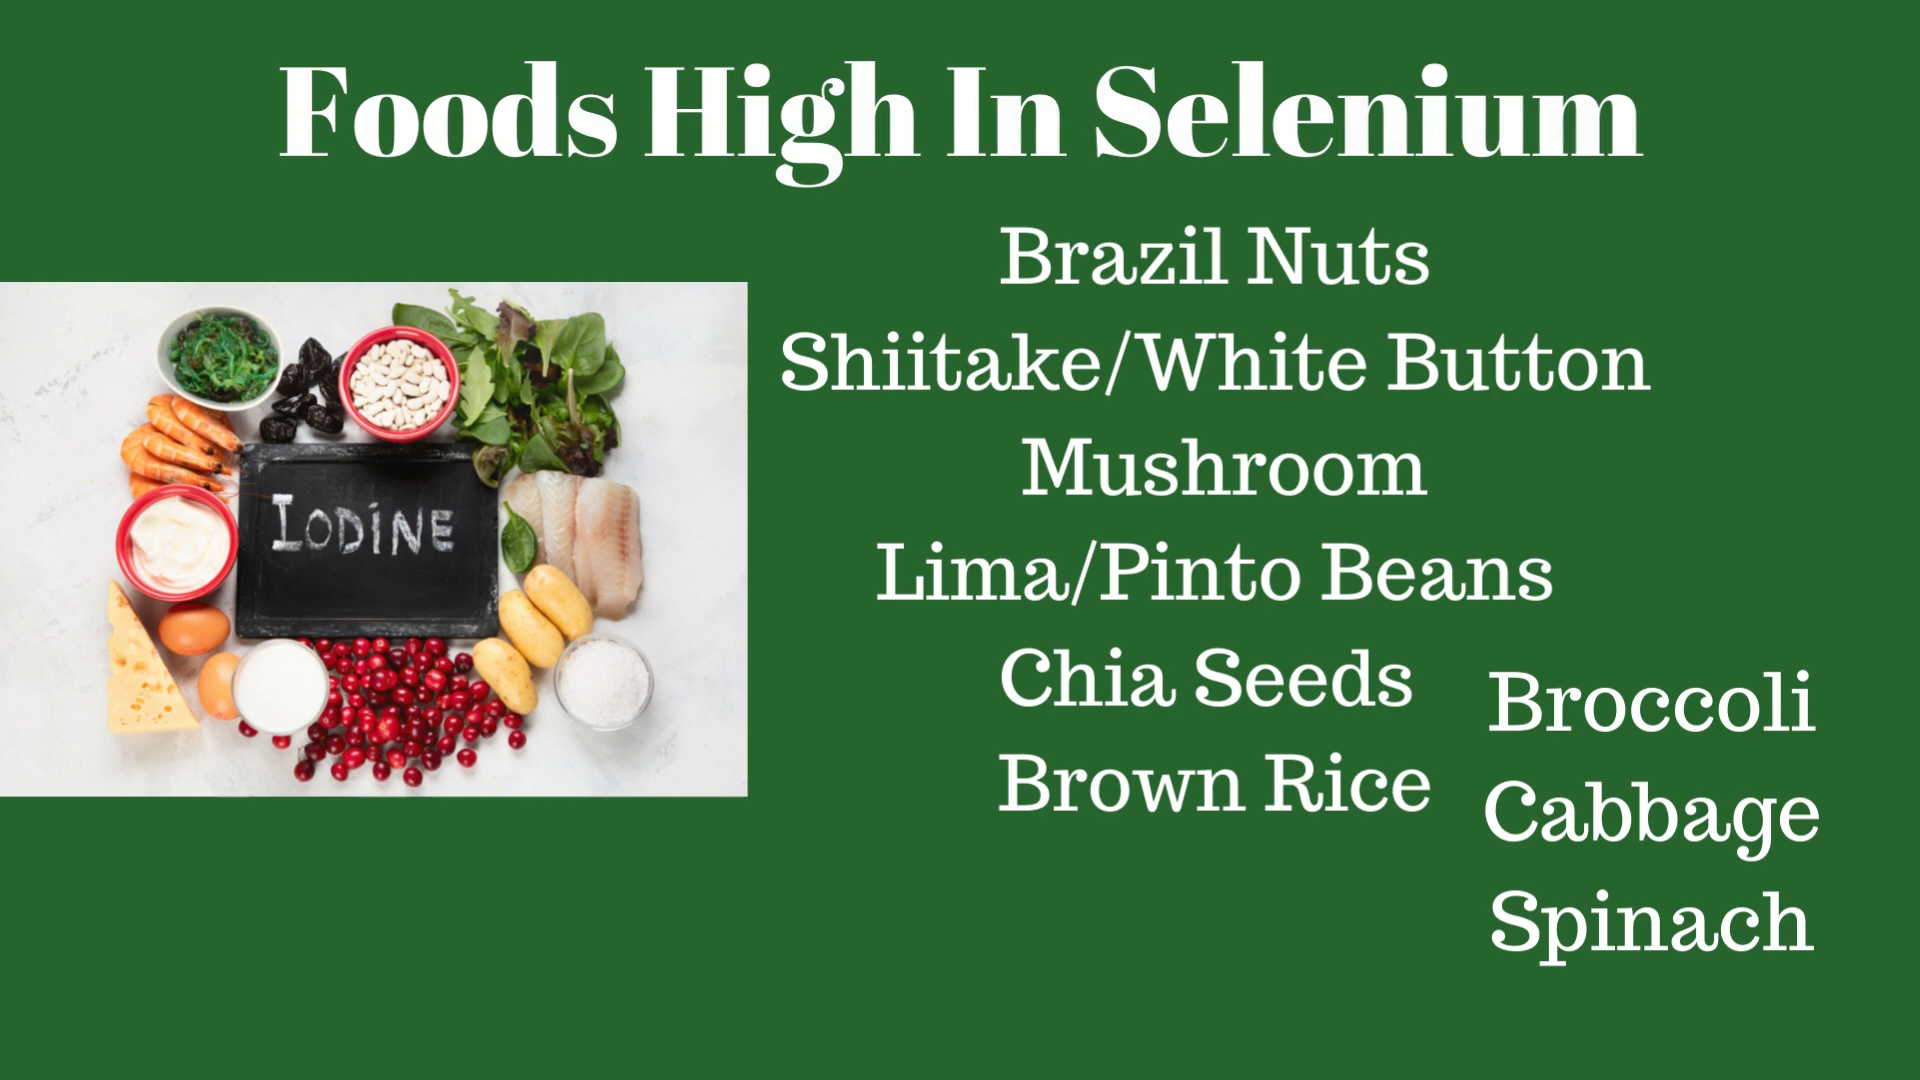 Foods High In Selenium
Brazil Nuts
Shiitake/White Button
Mushroom
Lima/Pinto Beans
Chia Seeds
Brown Rice
Broccoli
Cabbage
Spinach
IODINE